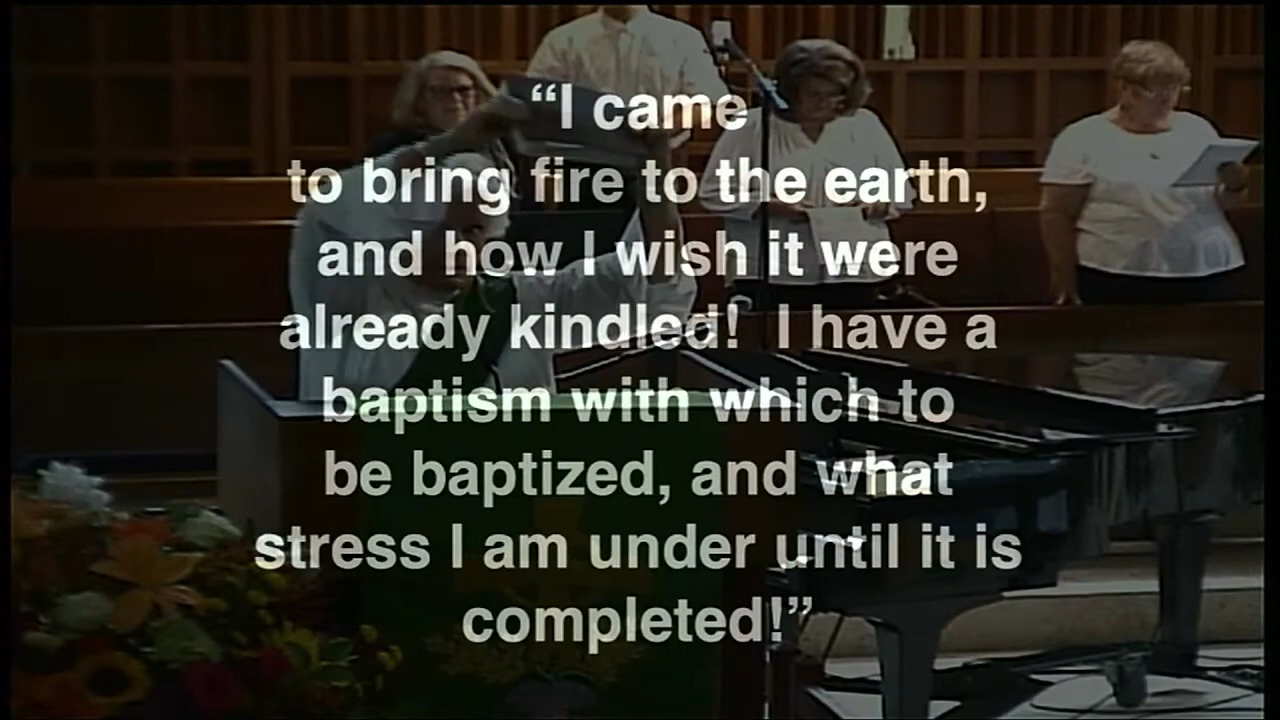 “I came
to bring fire to the earth,
and how I wish it were
already kindled!  I have a
baptism with which to
be baptized, and what
stress I am under until it is
completed!”